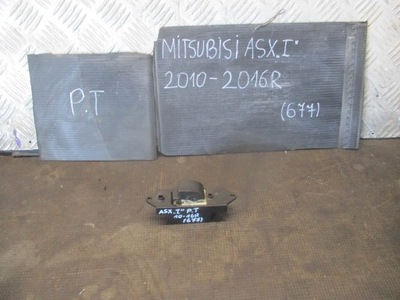 P.T
MITSUBISI ASX„I"
2010-2016R
(677)
ASX„I" P.T
10-16R
(677)